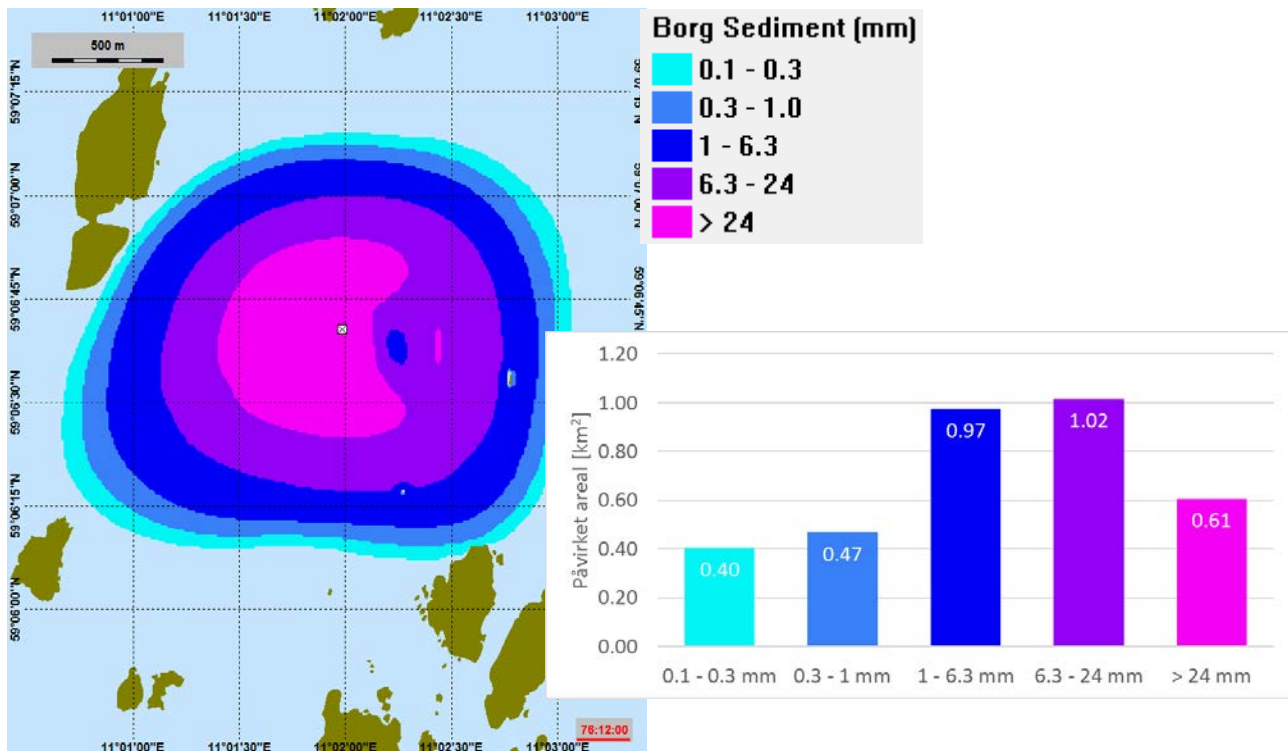 11°01'00"E 11°01'30"E 11°02'00"E 11°02'30"E 11°03'00"E
500 m
59°07'15"N
59°07'00"N
59°06'45"N
59°06'30"N
59°06'15"N
59°06'00"N
59°06'45"N
11°01'00"E 11°01'30"E 11°02'00"E 11°02'30"E 11°03'00"E
76:12:00
Borg Sediment (mm)
0.1 - 0.3
0.3 - 1.0
1 - 6.3
6.3 - 24
> 24
Påvirket areal [km²]
1.20
1.00
0.80
0.60
0.40
0.20
0.00
0.40
0.47
0.97
1.02
0.61
0.1 - 0.3 mm 0.3 - 1 mm 1 - 6.3 mm 6.3 - 24 mm > 24 mm